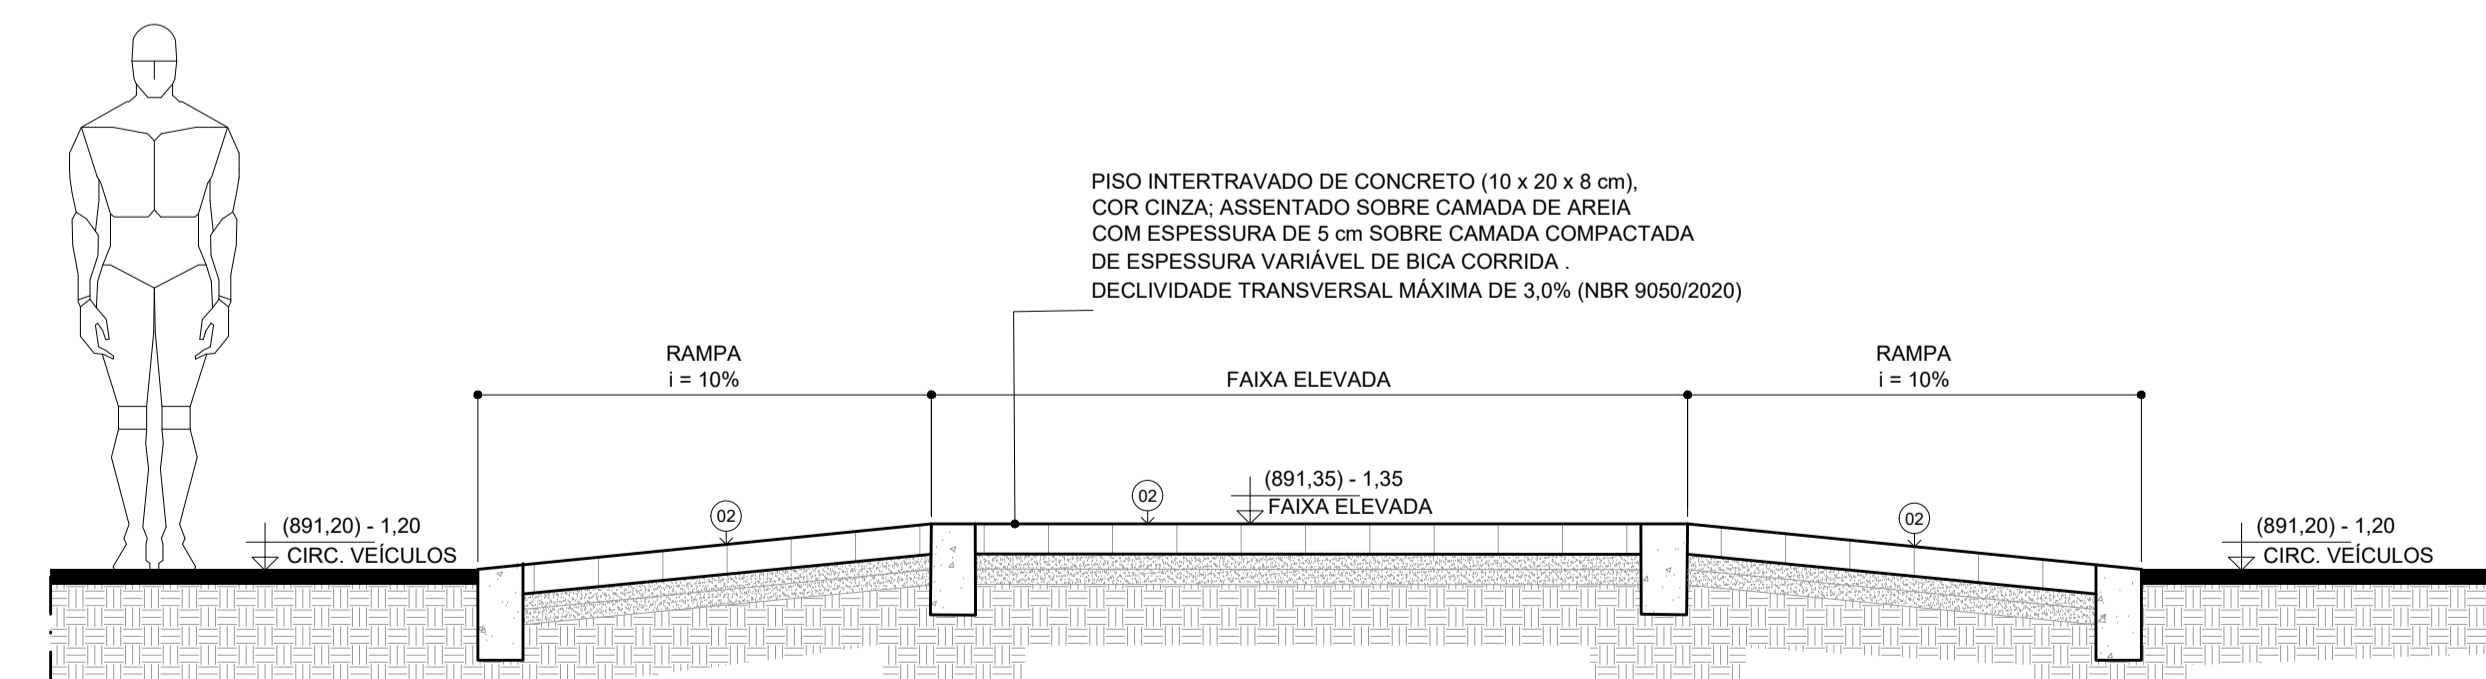 PISO INTERTRAVADO DE CONCRETO (10 x 20 x 8 cm),
COR CINZA; ASSENTADO SOBRE CAMADA DE AREIA
COM ESPESSURA DE 5 cm SOBRE CAMADA COMPACTADA
DE ESPESSURA VARIÁVEL DE BICA CORRIDA .
DECLIVIDADE TRANSVERSAL MÁXIMA DE 3,0% (NBR 9050/2020)
RAMPA
i = 10%
FAIXA ELEVADA
RAMPA
i = 10%
(891,20) - 1,20
CIRC. VEÍCULOS
02
02
(891,35) - 1,35
FAIXA ELEVADA
02
(891,20) - 1,20
CIRC. VEÍCULOS